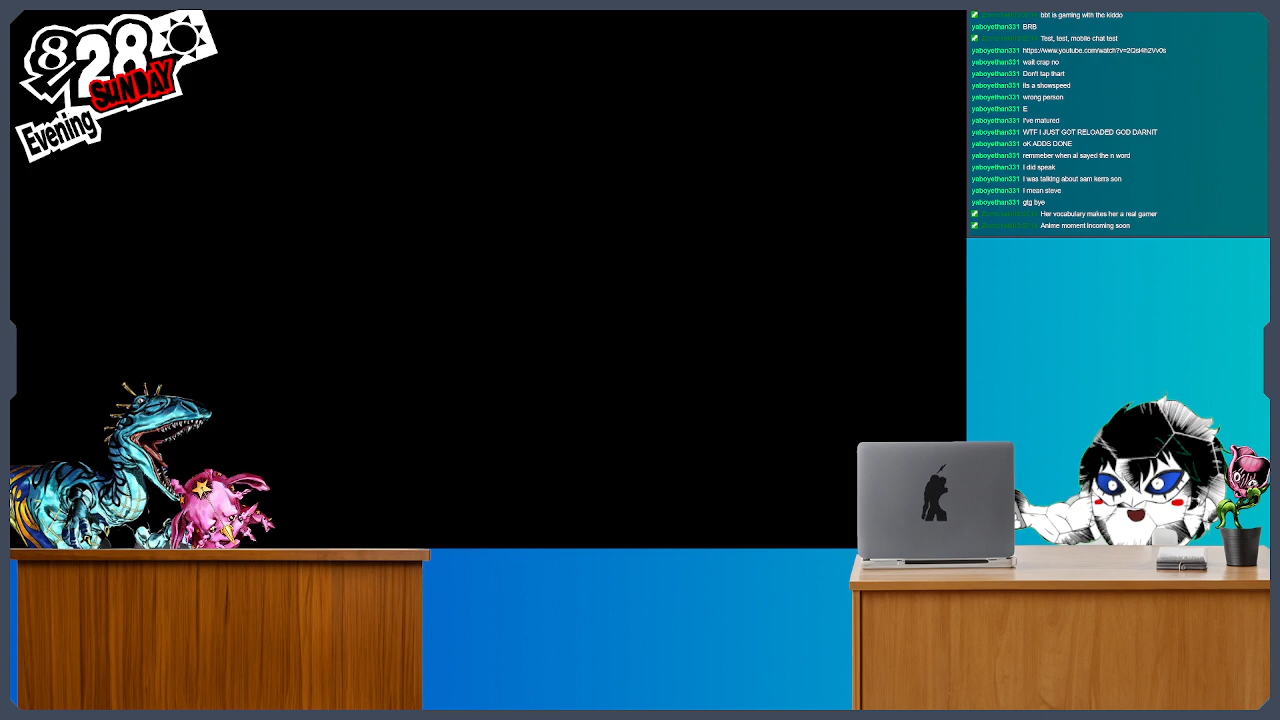 8/28
SUNDAY
Evening
bbt is gaming with the kiddo
yaboyethan331 BRB
Test, test, mobile chat test
yaboyethan331 https://www.youtube.com/watch?v=
yaboyethan331 wait crap no
yaboyethan331 Don't tap thart
yaboyethan331 Its a showspeed
yaboyethan331 wrong person
yaboyethan331 E
yaboyethan331 I've matured
yaboyethan331 WTF I JUST GOT RELOADED GOD DARNIT
yaboyethan331 oK ADDS DONE
yaboyethan331 remmeber when ai sayed the n word
yaboyethan331 I did speak
yaboyethan331 I was talking about sam kerrs son
yaboyethan331 I mean steve
yaboyethan331 gtg bye
Her vocabulary makes her a real gamer
Anime moment incoming soon